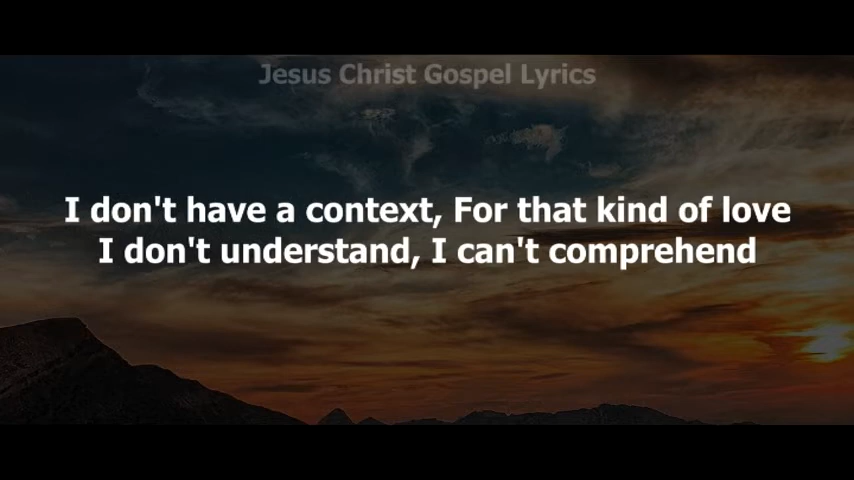 Jesus Christ Gospel Lyrics
I don't have a context, For that kind of love
I don't understand, I can't comprehend